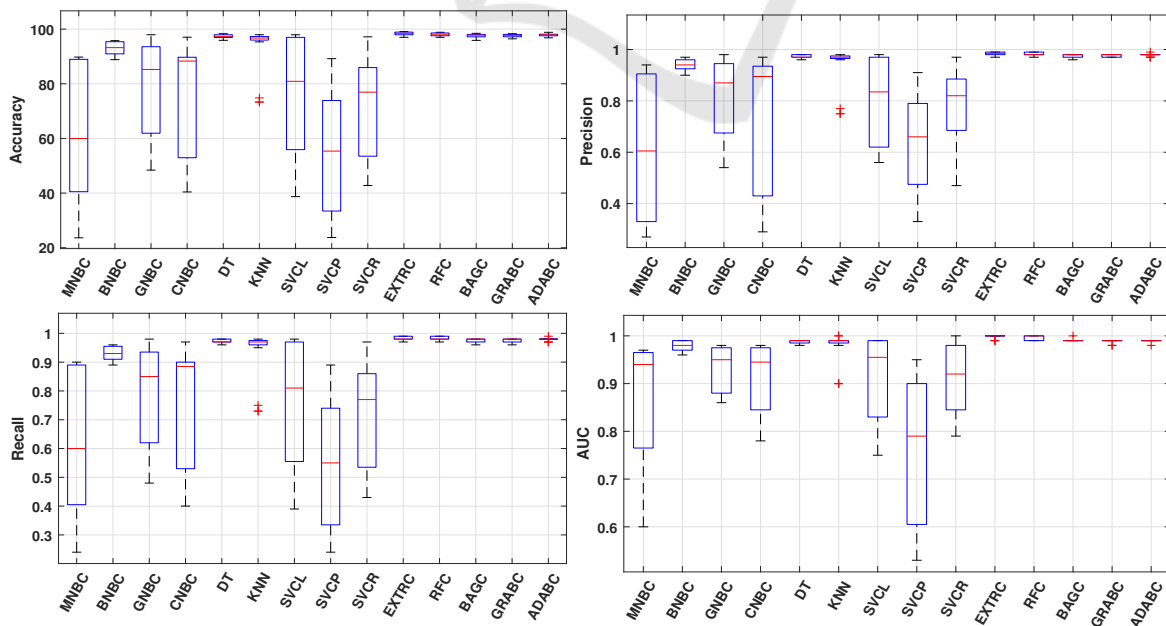 Accuracy
100
80
60
40
20
MNBC BNBC GNBC CNBC DT KNN SVCL SVCP SVCR EXTRC RFC BAGC GRABC ADABC
Precision
1
0.8
0.6
0.4
MNBC BNBC GNBC CNBC DT KNN SVCL SVCP SVCR EXTRC RFC BAGC GRABC ADABC
Recall
1
0.9
0.8
0.7
0.6
0.5
0.4
0.3
MNBC BNBC GNBC CNBC DT KNN SVCL SVCP SVCR EXTRC RFC BAGC GRABC ADABC
AUC
1
0.9
0.8
0.7
0.6
MNBC BNBC GNBC CNBC DT KNN SVCL SVCP SVCR EXTRC RFC BAGC GRABC ADABC